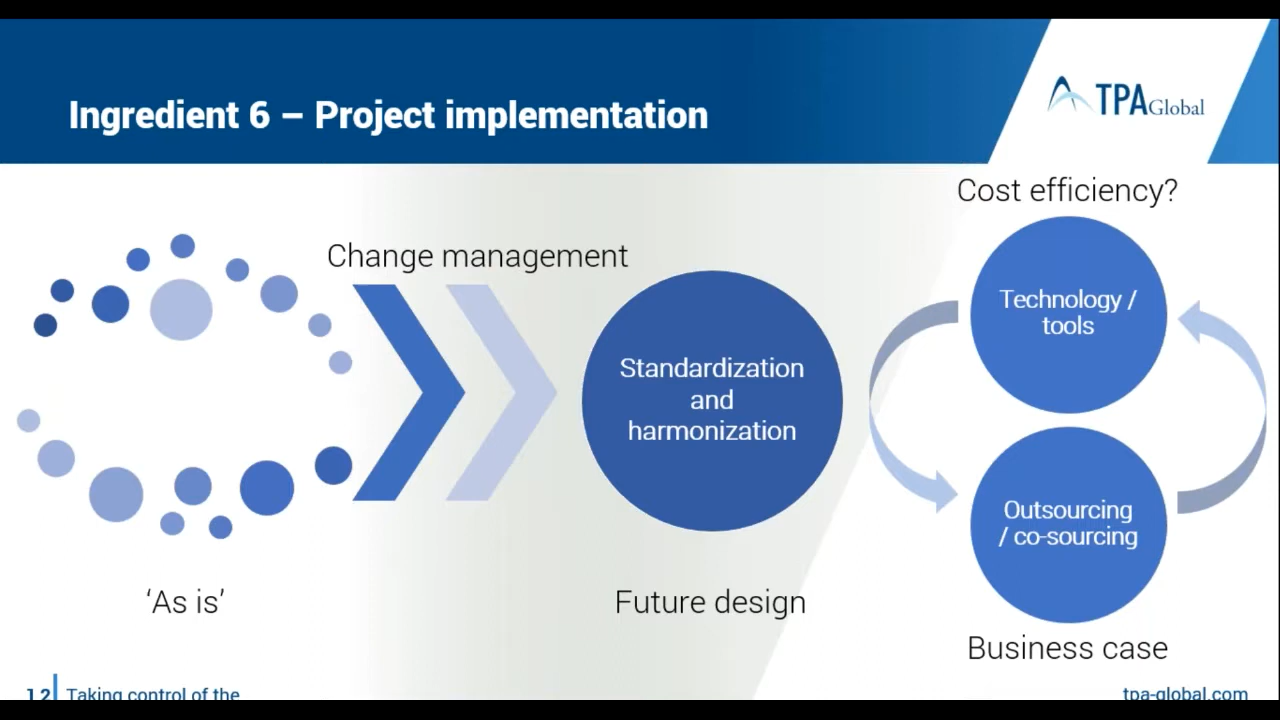 Ingredient 6 – Project implementation
TPA Global
Cost efficiency?
Change management
Technology /
tools
Standardization
and
harmonization
Outsourcing
/ co-sourcing
‘As is’
Future design
Business case
12
Taking control of the
tpa-global.com